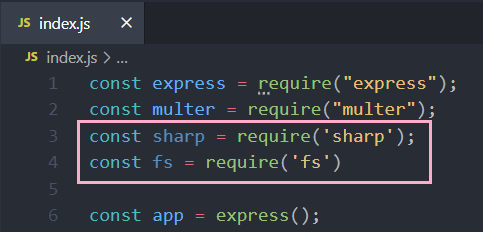 JS index.js
JS index.js > ...
1 const express = require("express");
2 const multer = require("multer");
3 const sharp = require('sharp');
4 const fs = require('fs')
5
6 const app = express();